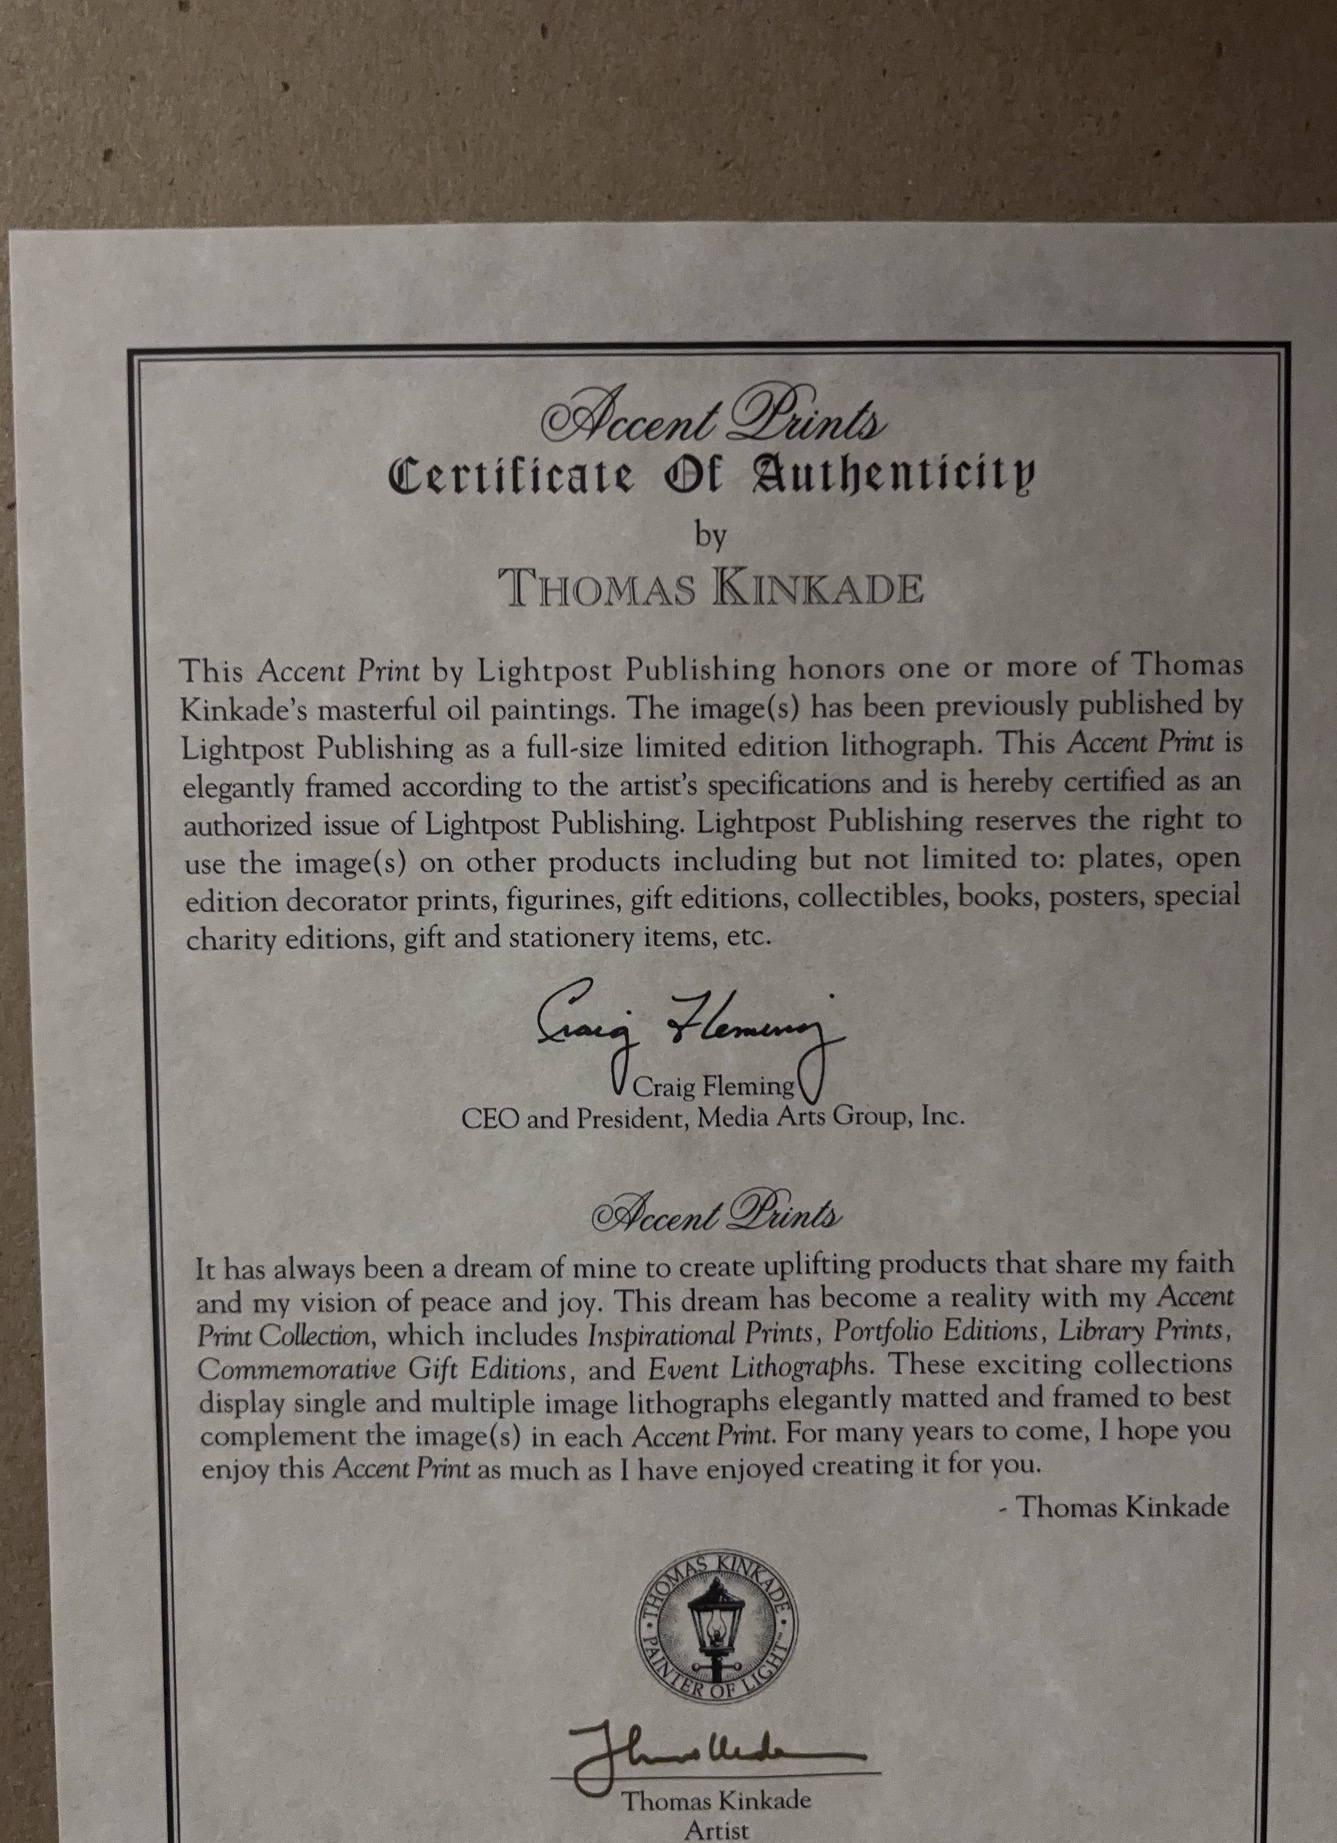 Accent Prints
Certificate Of Authenticity
by
THOMAS KINKADE
This Accent Print by Lightpost Publishing honors one or more of Thomas
Kinkade's masterful oil paintings. The image(s) has been previously published by
Lightpost Publishing as a full-size limited edition lithograph. This Accent Print is
elegantly framed according to the artist's specifications and is hereby certified as an
authorized issue of Lightpost Publishing. Lightpost Publishing reserves the right to
use the image(s) on other products including but not limited to: plates, open
edition decorator prints, figurines, gift editions, collectibles, books, posters, special
charity editions, gift and stationery items, etc.
Craig Fleming
Craig Fleming
CEO and President, Media Arts Group, Inc.
Accent Prints
It has always been a dream of mine to create uplifting products that share my faith
and my vision of peace and joy. This dream has become a reality with my Accent
Print Collection, which includes Inspirational Prints, Portfolio Editions, Library Prints,
Commemorative Gift Editions, and Event Lithographs. These exciting collections
display single and multiple image lithographs elegantly matted and framed to best
complement the image(s) in each Accent Print. For many years to come, I hope you
enjoy this Accent Print as much as I have enjoyed creating it for you.
- Thomas Kinkade
· THOMAS KINKADE ·
PAINTER OF LIGHT™
Thomas Kinkade
Artist